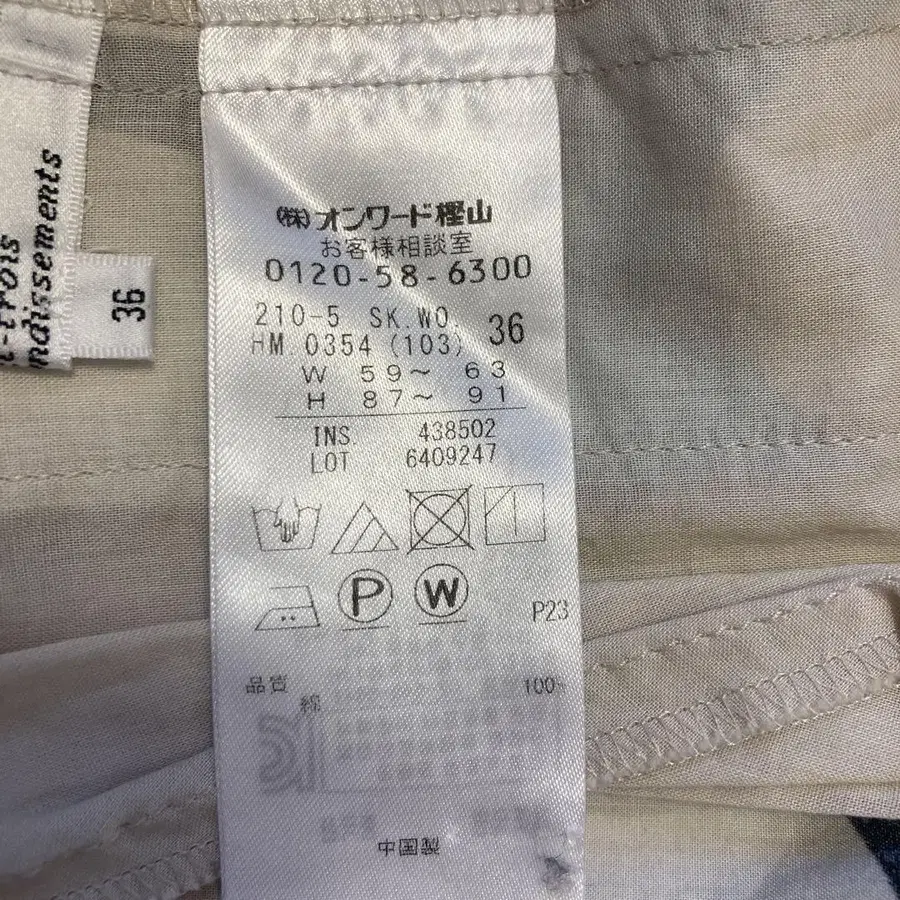 ndissements
36
(株)オンワード樫山
お客様相談室
0120-58-6300
210-5 SK.WO. 36
HM.0354 (103)
W 59～ 63
H 87～ 91
INS. 438502
LOT 6409247
P W
P23
品質 100
綿
中国製